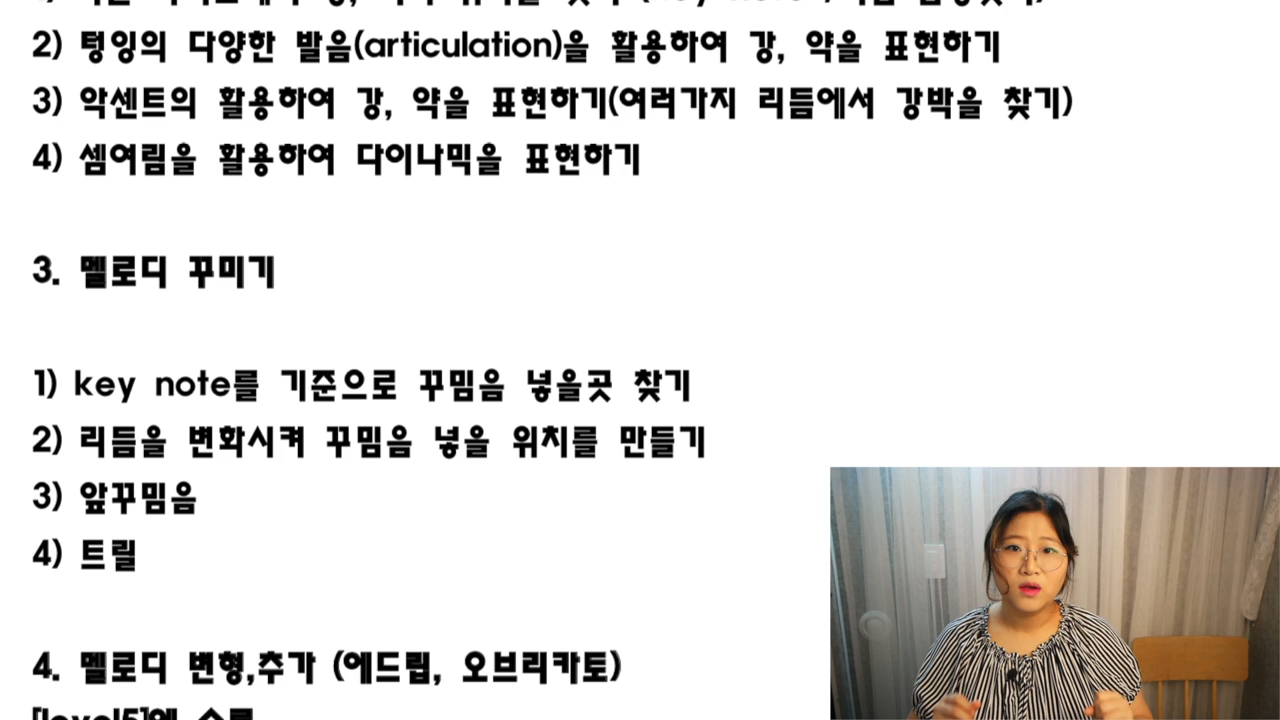 2) 텅잉의 다양한 발음(articulation)을 활용하여 강, 약을 표현하기
3) 악센트의 활용하여 강, 약을 표현하기(여러가지 리듬에서 강박을 찾기)
4) 셈여림을 활용하여 다이나믹을 표현하기
3. 멜로디 꾸미기
1) key note를 기준으로 꾸밈음 넣을곳 찾기
2) 리듬을 변화시켜 꾸밈음 넣을 위치를 만들기
3) 앞꾸밈음
4) 트릴
4. 멜로디 변형,추가 (에드립, 오브리카토)